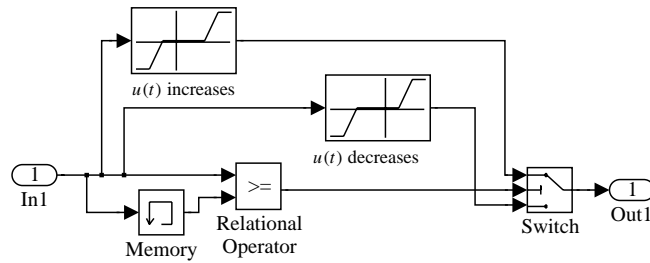 u(t) increases
u(t) decreases
1
In1
>=
1
Out1
Memory
Relational
Operator
Switch